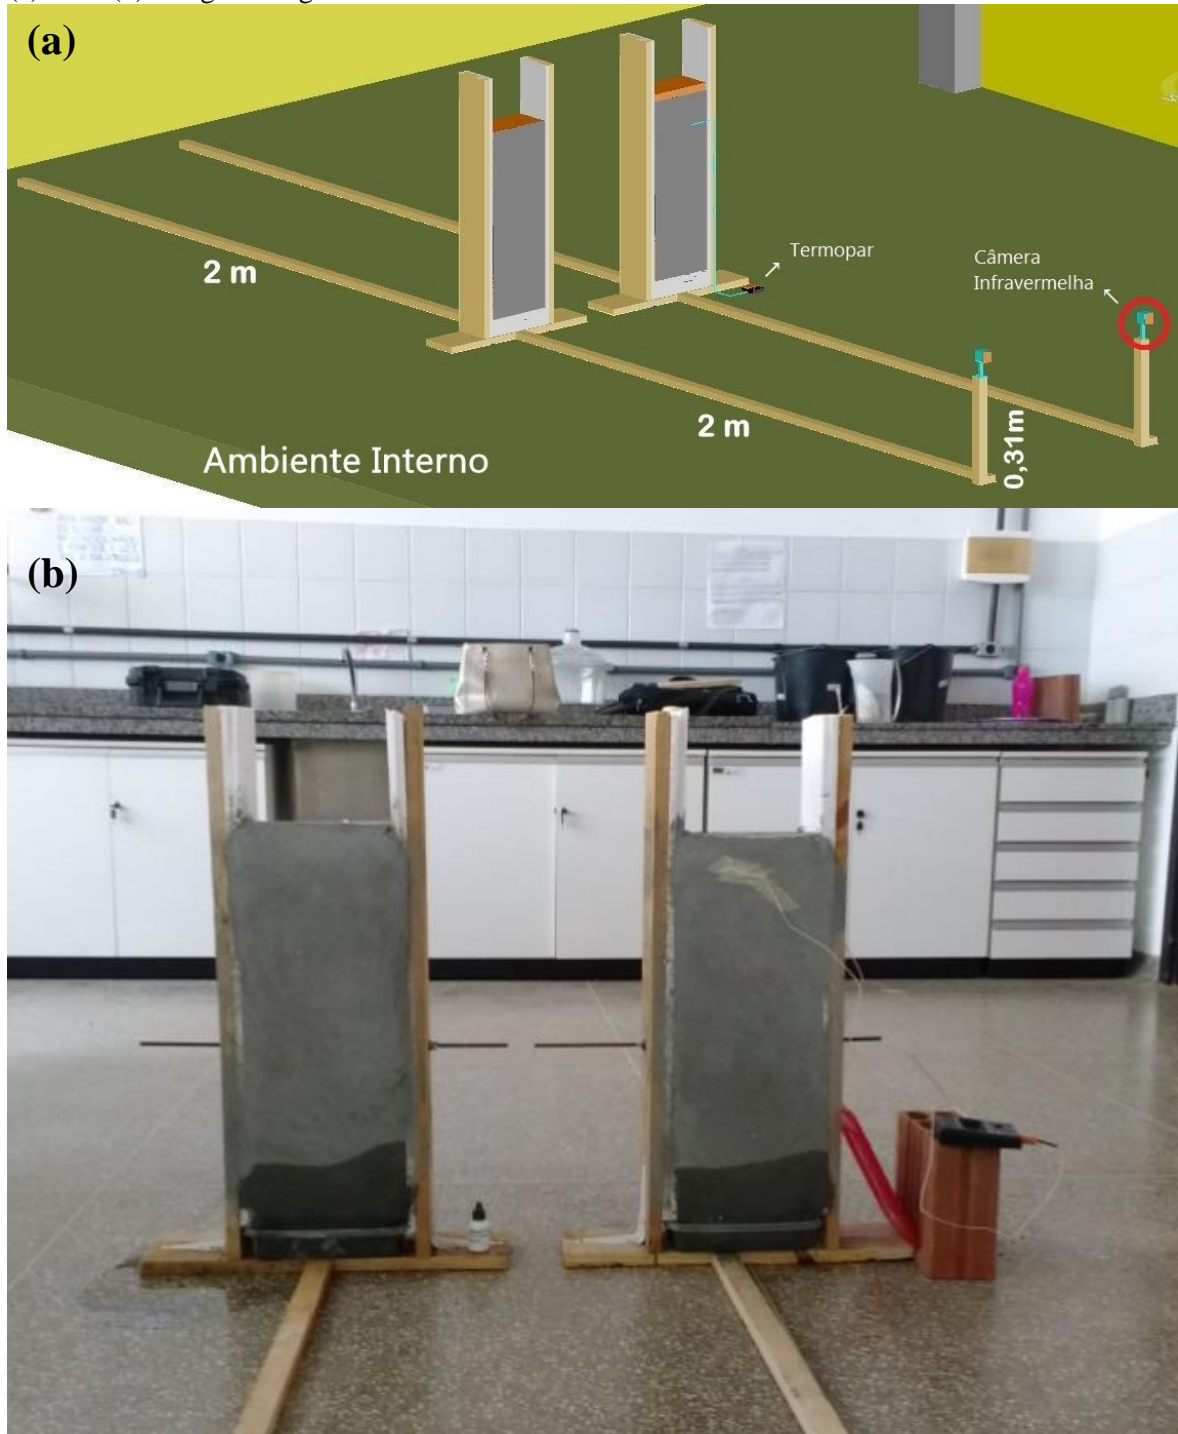 (a)
Termopar
Câmera
Infravermelha
2 m
2 m
0,31m
Ambiente Interno
(b)